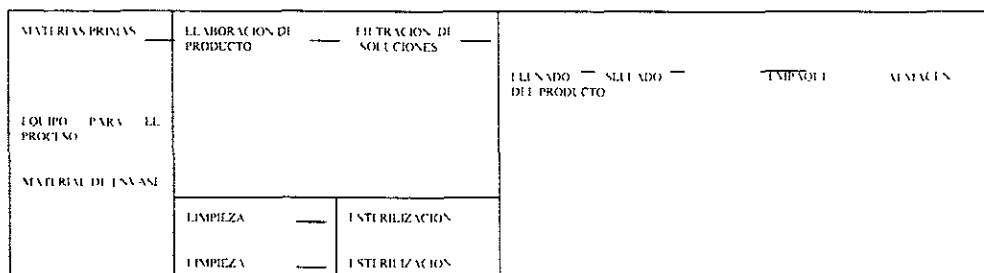 MATERIAS PRIMAS
ELABORACION DE
PRODUCTO
FILTRACION DE
SOLUCIONES
LLENADO
DEL PRODUCTO
SELLADO
EMPAQUE
ALMACEN
EQUIPO PARA EL
PROCESO
MATERIAL DE ENVASE
LIMPIEZA
ESTERILIZACION
LIMPIEZA
ESTERILIZACION